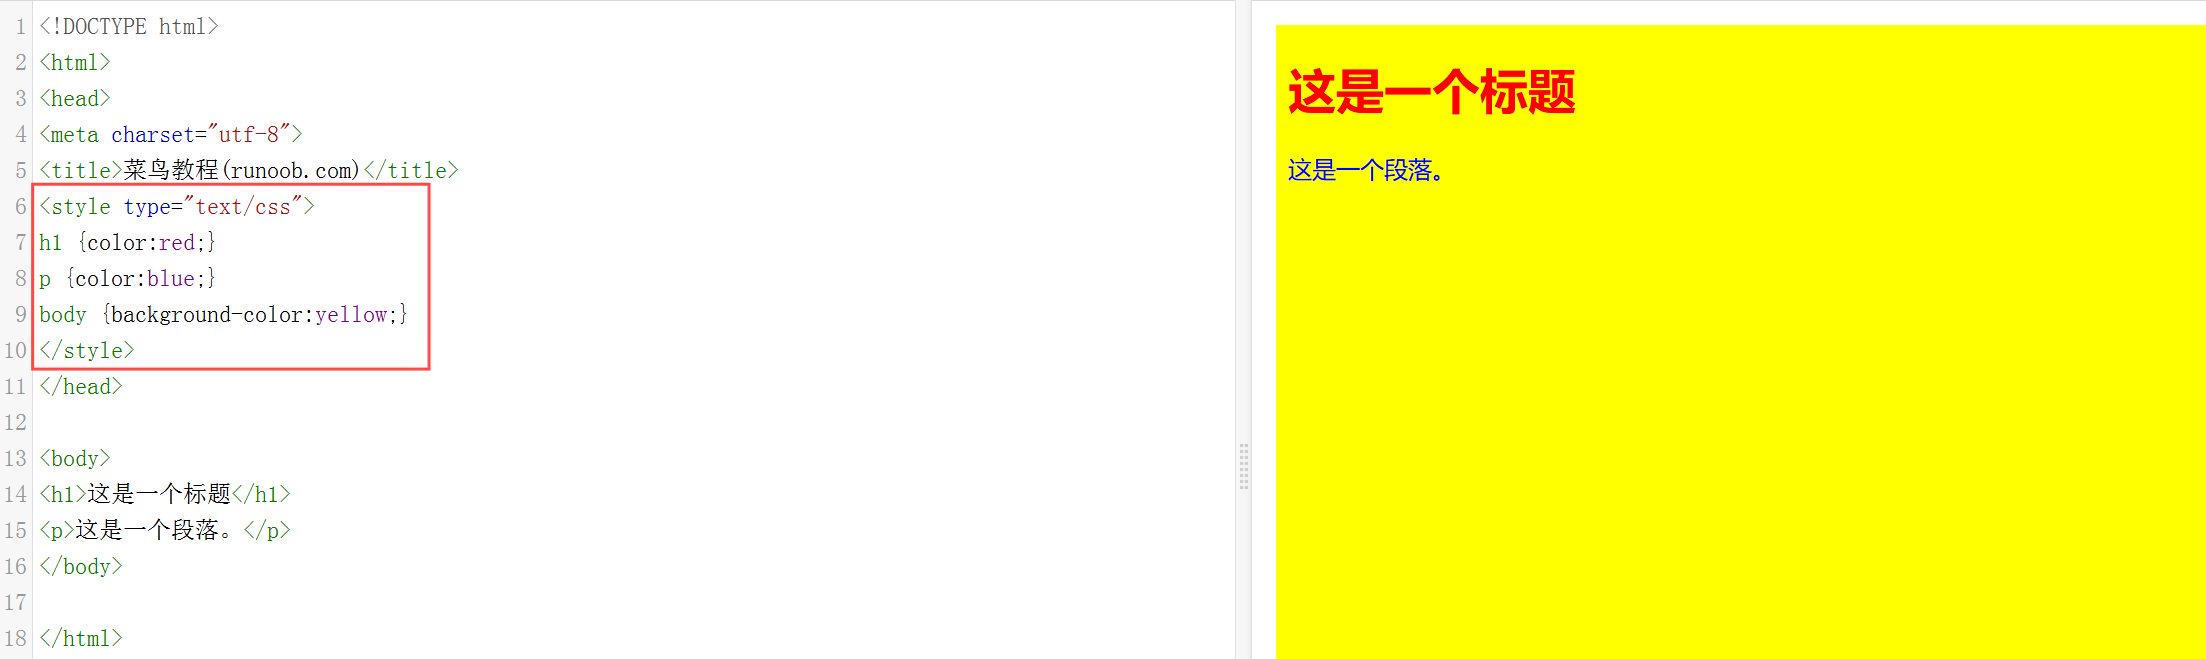 1 <!DOCTYPE html>
2 <html>
3 <head>
4 <meta charset="utf-8">
5 <title>菜鸟教程(runoob.com)</title>
6 <style type="text/css">
7 h1 {color:red;}
8 p {color:blue;}
9 body {background-color:yellow;}
10 </style>
11 </head>
12
13 <body>
14 <h1>这是一个标题</h1>
15 <p>这是一个段落。</p>
16 </body>
17
18 </html>
这是一个标题
这是一个段落。